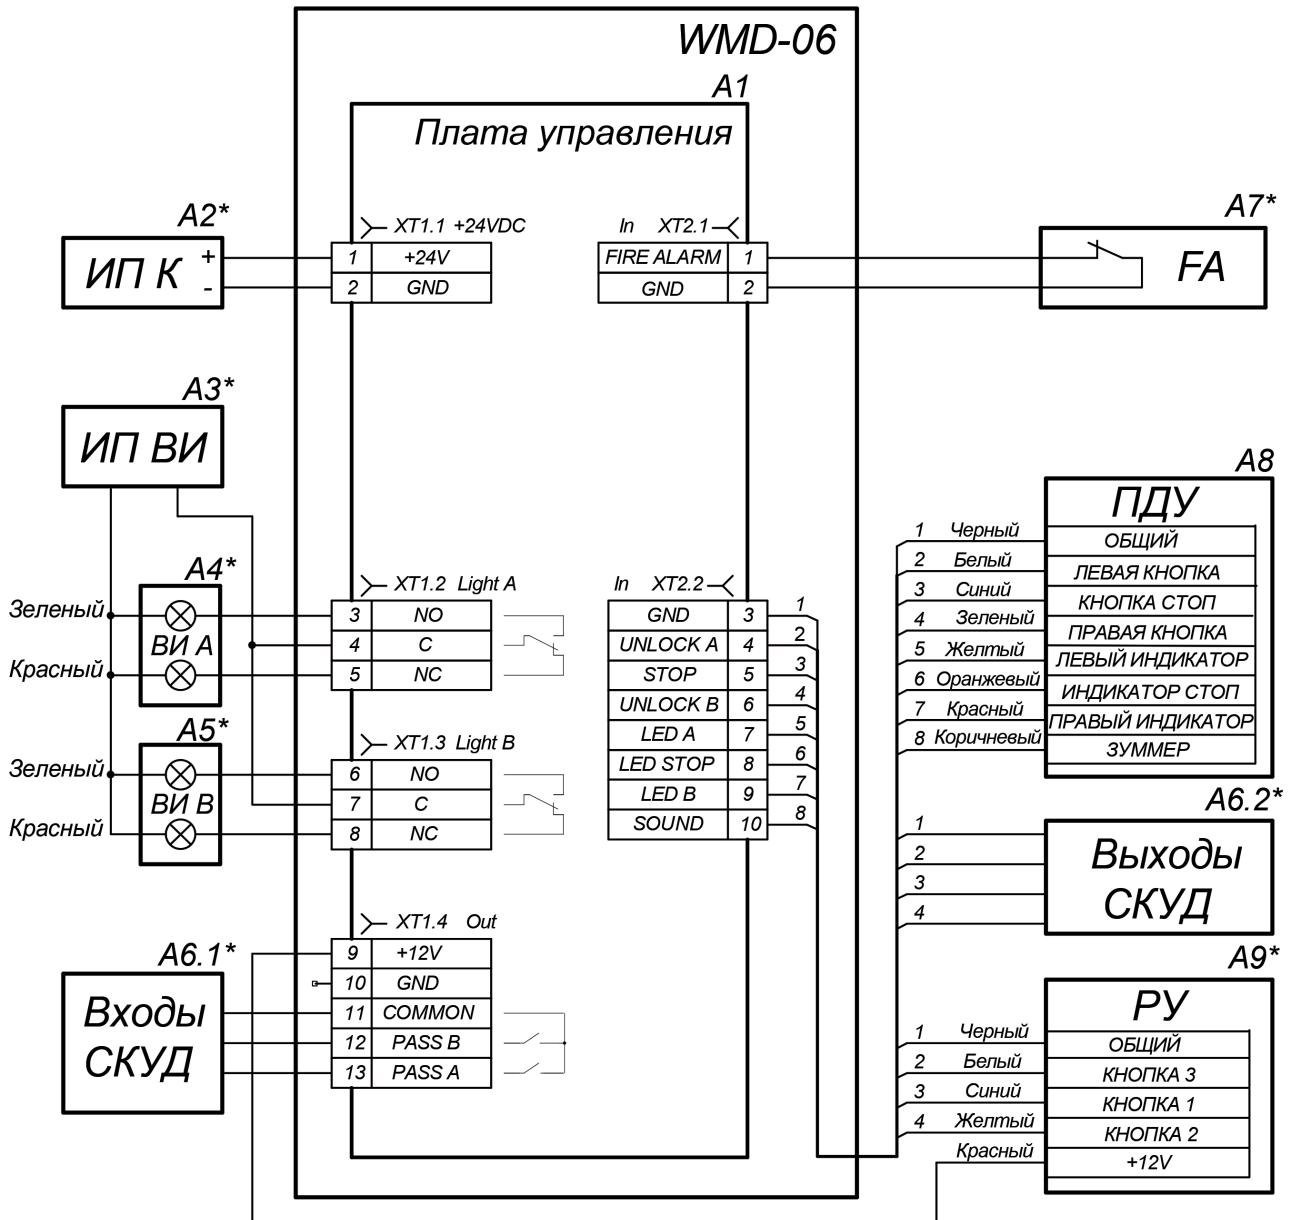 WMD-06
A1
Плата управления
A2*
ИП К
+
-
XT1.1 +24VDC
1 +24V
2 GND
In XT2.1
FIRE ALARM 1
GND 2
A7*
FA
A3*
ИП ВИ
A4*
Зеленый
ВИ А
Красный
A5*
Зеленый
ВИ В
Красный
XT1.2 Light A
3 NO
4 C
5 NC
XT1.3 Light B
6 NO
7 C
8 NC
In XT2.2
GND 3 1
UNLOCK A 4 2
STOP 5 3
UNLOCK B 6 4
LED A 7 5
LED STOP 8 6
LED B 9 7
SOUND 10 8
A8
ПДУ
1 Черный ОБЩИЙ
2 Белый ЛЕВАЯ КНОПКА
3 Синий КНОПКА СТОП
4 Зеленый ПРАВАЯ КНОПКА
5 Желтый ЛЕВЫЙ ИНДИКАТОР
6 Оранжевый ИНДИКАТОР СТОП
7 Красный ПРАВЫЙ ИНДИКАТОР
8 Коричневый ЗУММЕР
A6.2*
1
2
3
4
Выходы
СКУД
A6.1*
Входы
СКУД
XT1.4 Out
9 +12V
10 GND
11 COMMON
12 PASS B
13 PASS A
A9*
РУ
1 Черный ОБЩИЙ
2 Белый КНОПКА 3
3 Синий КНОПКА 1
4 Желтый КНОПКА 2
Красный +12V